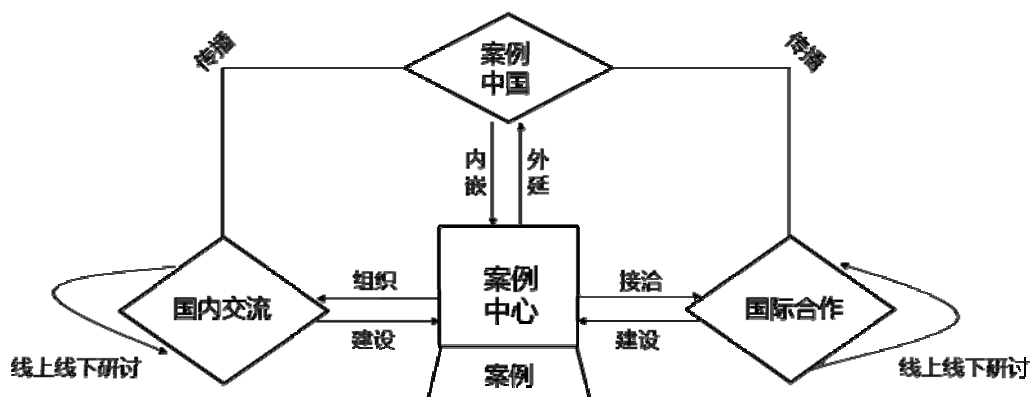 传播
案例
中国
传播
内
嵌
外
延
国内交流
组织
建设
案例
中心
接洽
建设
国际合作
线上线下研讨
线上线下研讨
案例